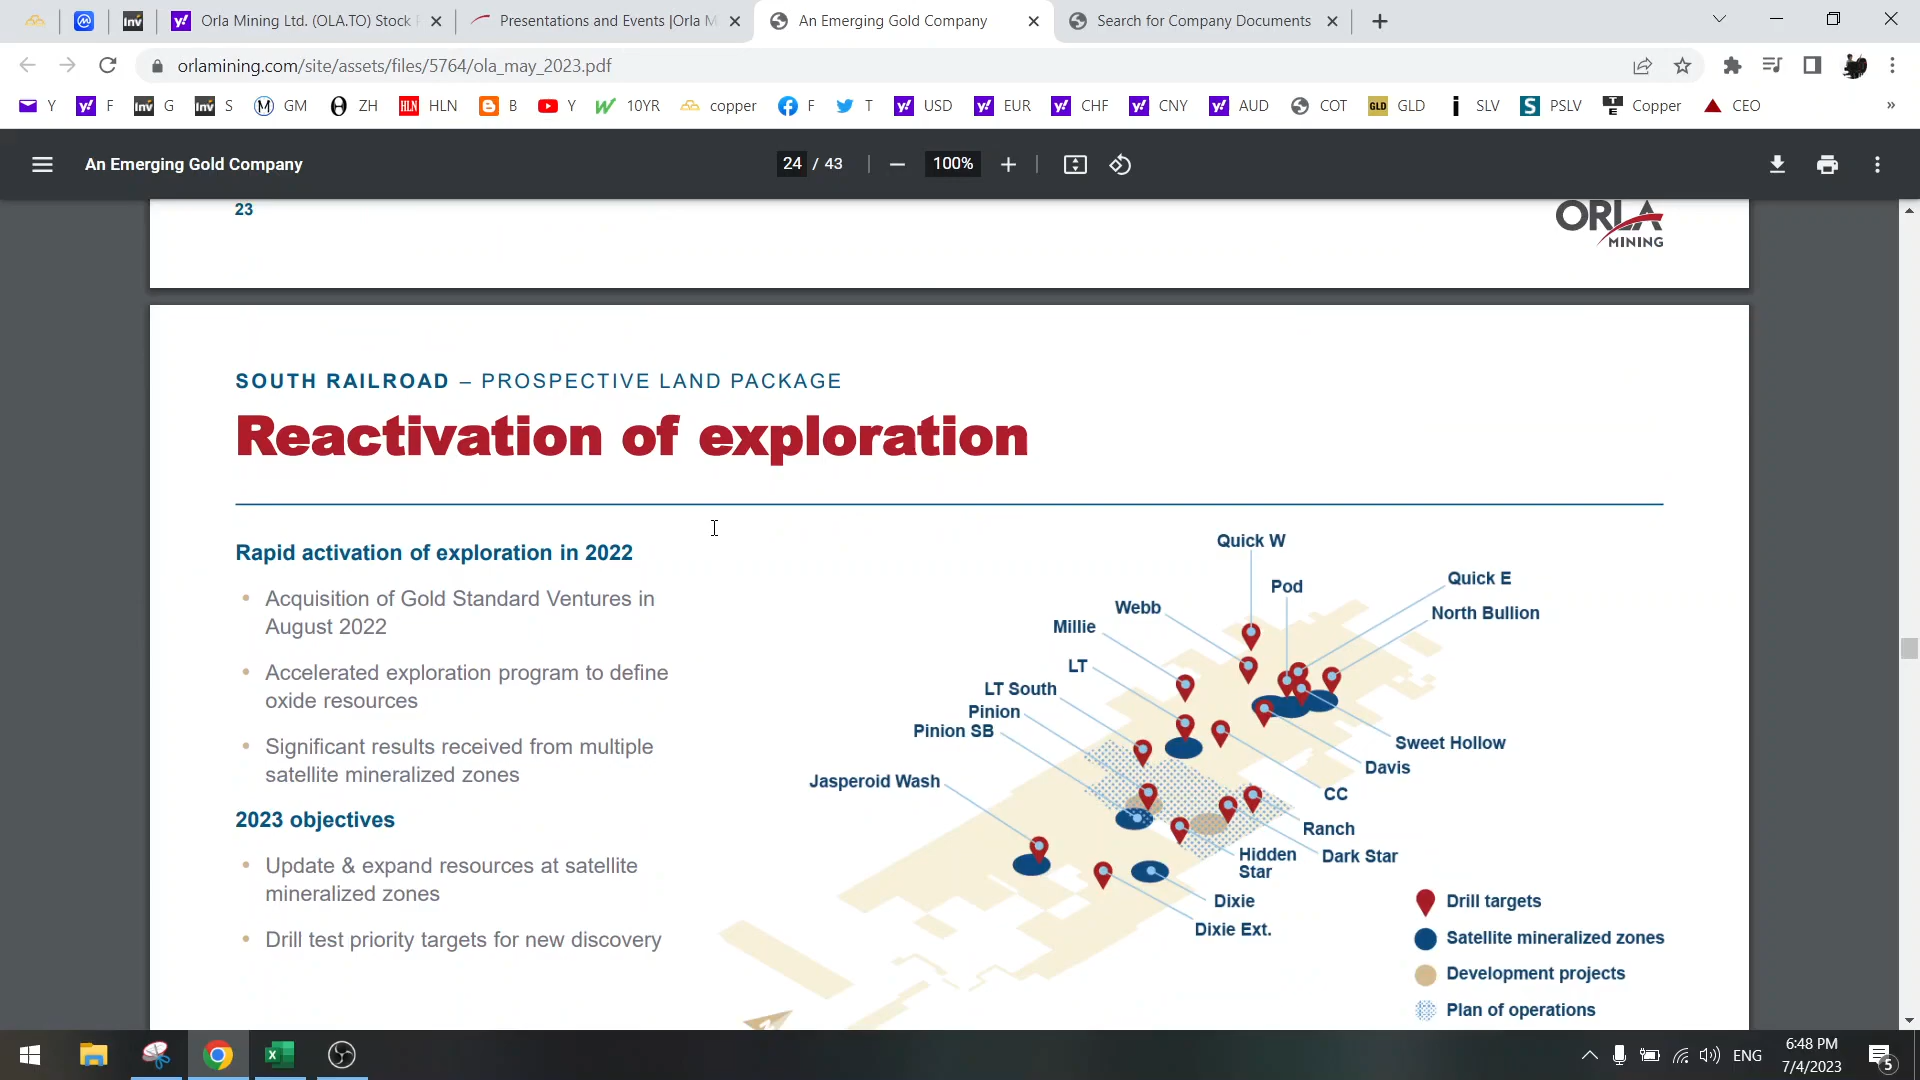 Orla Mining Ltd. (OLA.TO) Stock
Presentations and Events |Orla M
An Emerging Gold Company
Search for Company Documents
orlamining.com/site/assets/files/5764/ola_may_2023.pdf
Y
F
Inv G
Inv S
GM
ZH
HLN HLN
B
Y
10YR
copper
F
T
USD
EUR
CHF
CNY
AUD
COT
GLD GLD
SLV
PSLV
Copper
CEO
»
An Emerging Gold Company
24 / 43
100%
23
ORLA
MINING
SOUTH RAILROAD – PROSPECTIVE LAND PACKAGE
Reactivation of exploration
Rapid activation of exploration in 2022
• Acquisition of Gold Standard Ventures in
August 2022
• Accelerated exploration program to define
oxide resources
• Significant results received from multiple
satellite mineralized zones
2023 objectives
• Update & expand resources at satellite
mineralized zones
• Drill test priority targets for new discovery
Quick W
Quick E
Pod
Webb
North Bullion
Millie
LT
LT South
Pinion
Pinion SB
Sweet Hollow
Davis
Jasperoid Wash
CC
Ranch
Hidden
Star
Dark Star
Dixie
Dixie Ext.
Drill targets
Satellite mineralized zones
Development projects
Plan of operations
ENG
6:48 PM
7/4/2023
5